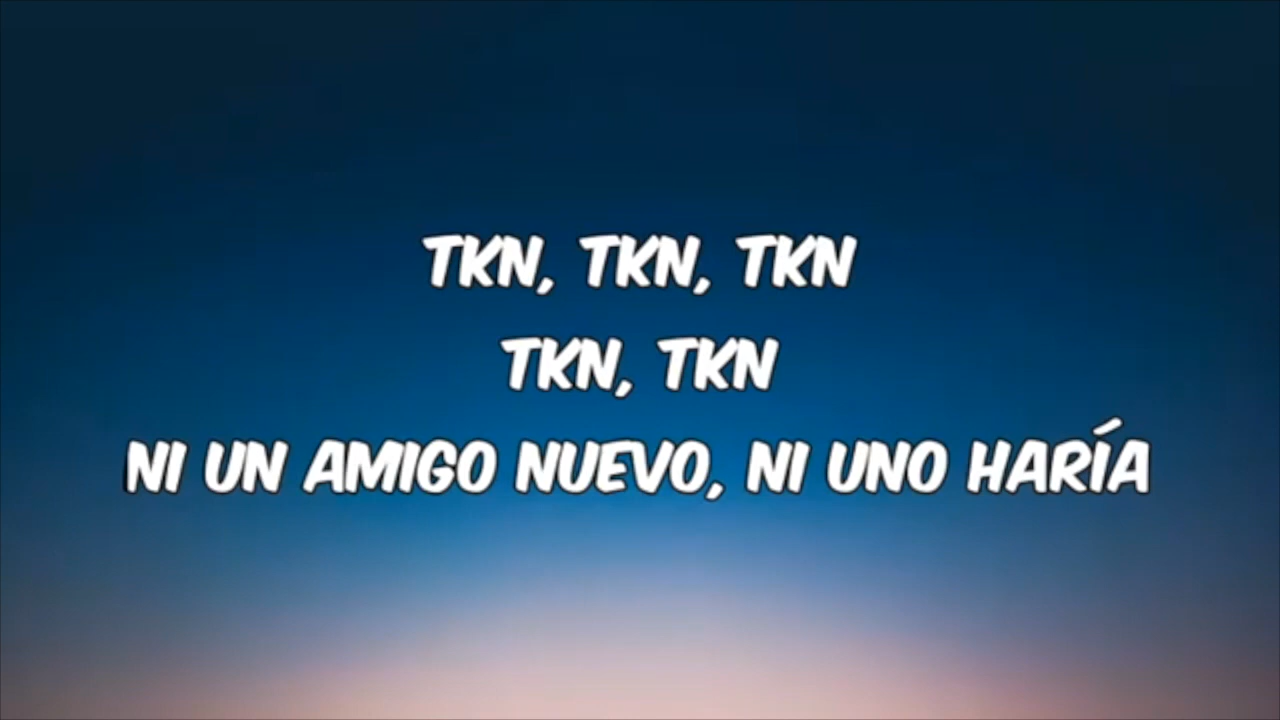 TKN, TKN, TKN
TKN, TKN
NI UN AMIGO NUEVO, NI UNO HARÍA